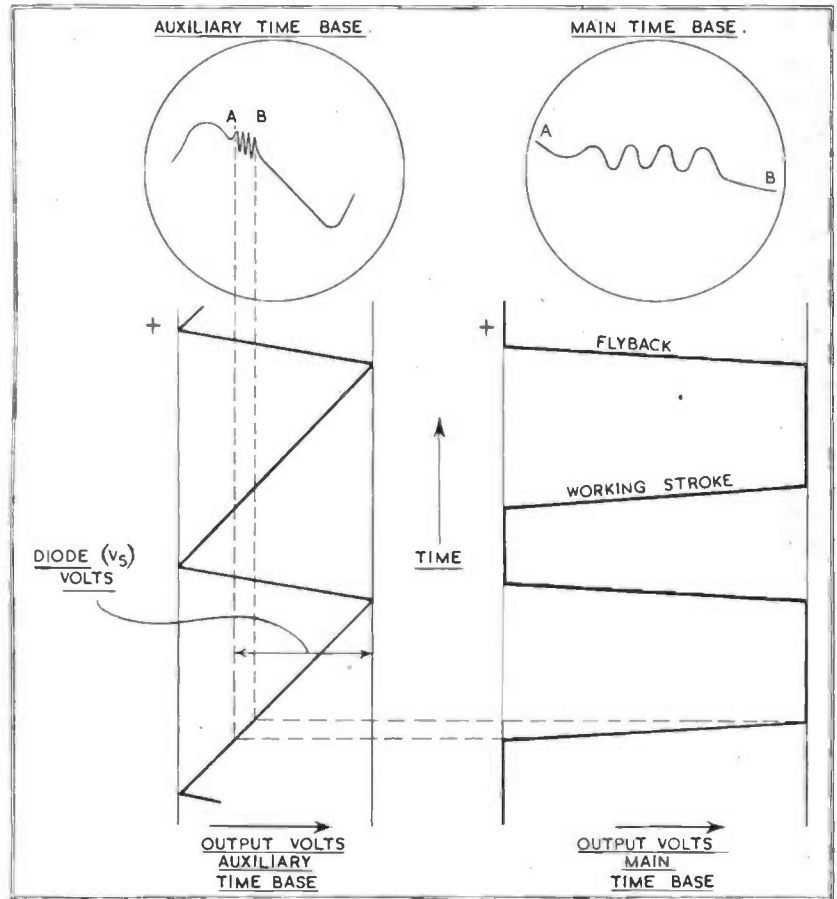 AUXILIARY TIME BASE.
MAIN TIME BASE.
A B
A
B
+
+
FLYBACK
WORKING STROKE
DIODE (VS)
VOLTS
TIME
OUTPUT VOLTS
AUXILIARY
TIME BASE
OUTPUT VOLTS
MAIN
TIME BASE